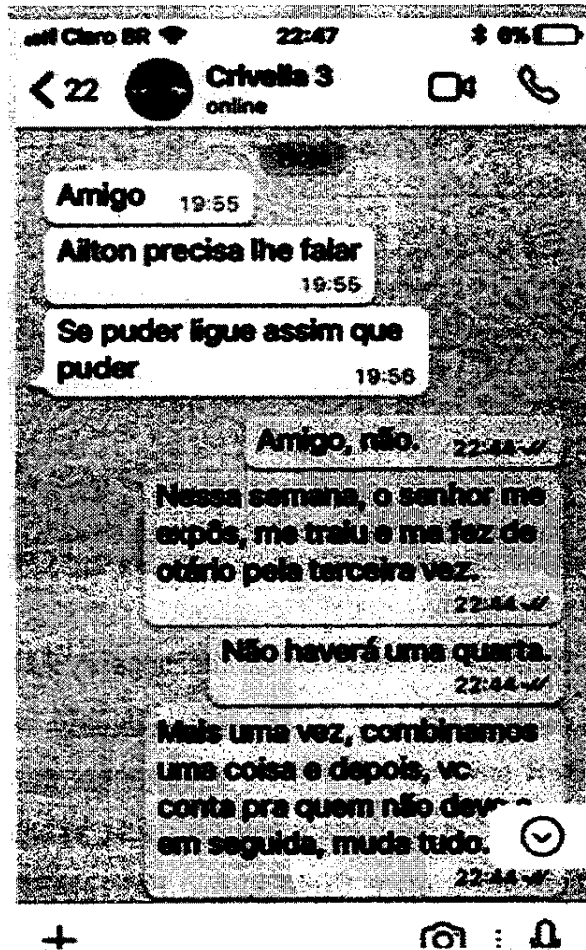 Claro BR 22:47 6%
22 Crivella 3
online
Amigo 19:55
Ailton precisa lhe falar
19:55
Se puder ligue assim que
puder 19:56
Amigo, não. 22:44
Nessa semana, o senhor me
expôs, me traiu e me fez de
otário pela terceira vez.
22:44
Não haverá uma quarta.
22:44
Mais uma vez, combinamos
uma coisa e depois, vc
conta pra quem não deve e
em seguida, muda tudo.
22:44